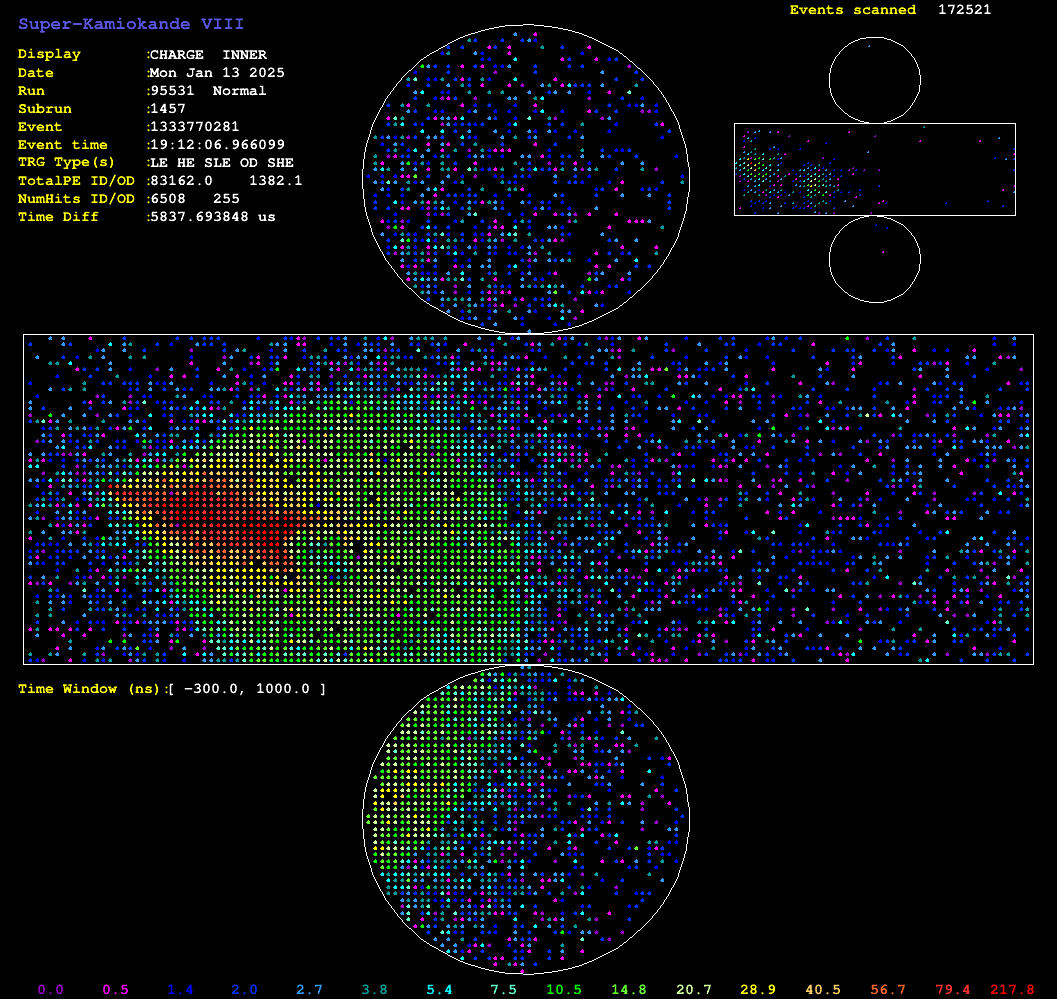 Super-Kamiokande VIII
Events scanned 172521
Display :CHARGE INNER
Date :Mon Jan 13 2025
Run :95531 Normal
Subrun :1457
Event :1333770281
Event time :19:12:06.966099
TRG Type(s) :LE HE SLE OD SHE
TotalPE ID/OD :83162.0 1382.1
NumHits ID/OD :6508 255
Time Diff :5837.693848 us
Time Window (ns):[ -300.0, 1000.0 ]
0.0 0.5 1.4 2.0 2.7 3.8 5.4 7.5 10.5 14.8 20.7 28.9 40.5 56.7 79.4 217.8